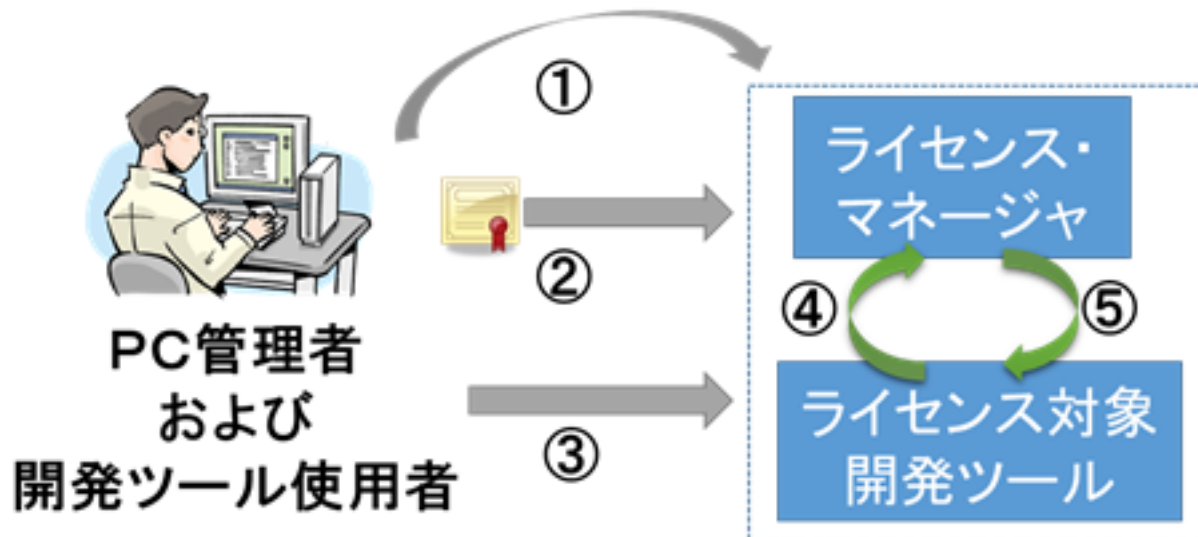 ①
ライセンス・
マネージャ
②
④
⑤
PC管理者
および
開発ツール使用者
③
ライセンス対象
開発ツール